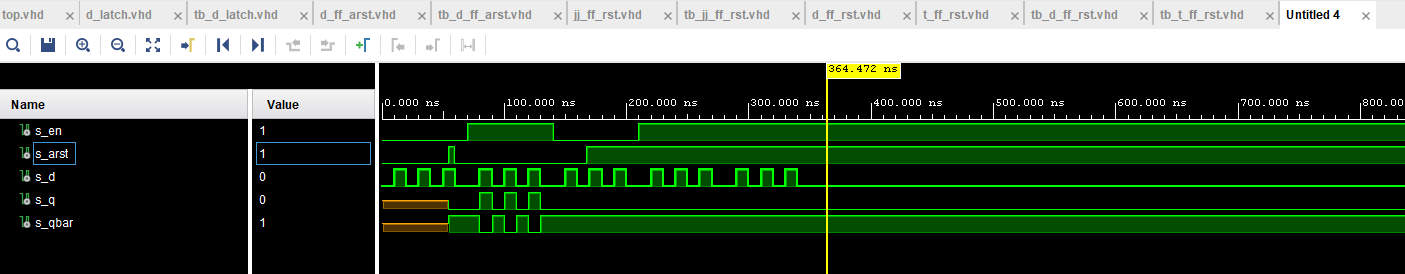 top.vhd d_latch.vhd tb_d_latch.vhd d_ff_arst.vhd tb_d_ff_arst.vhd jj_ff_rst.vhd tb_jj_ff_rst.vhd d_ff_rst.vhd t_ff_rst.vhd tb_d_ff_rst.vhd tb_t_ff_rst.vhd Untitled 4
364.472 ns
Name Value
0.000 ns 100.000 ns 200.000 ns 300.000 ns 400.000 ns 500.000 ns 600.000 ns 700.000 ns 800.00
s_en 1
s_arst 1
s_d 0
s_q 0
s_qbar 1